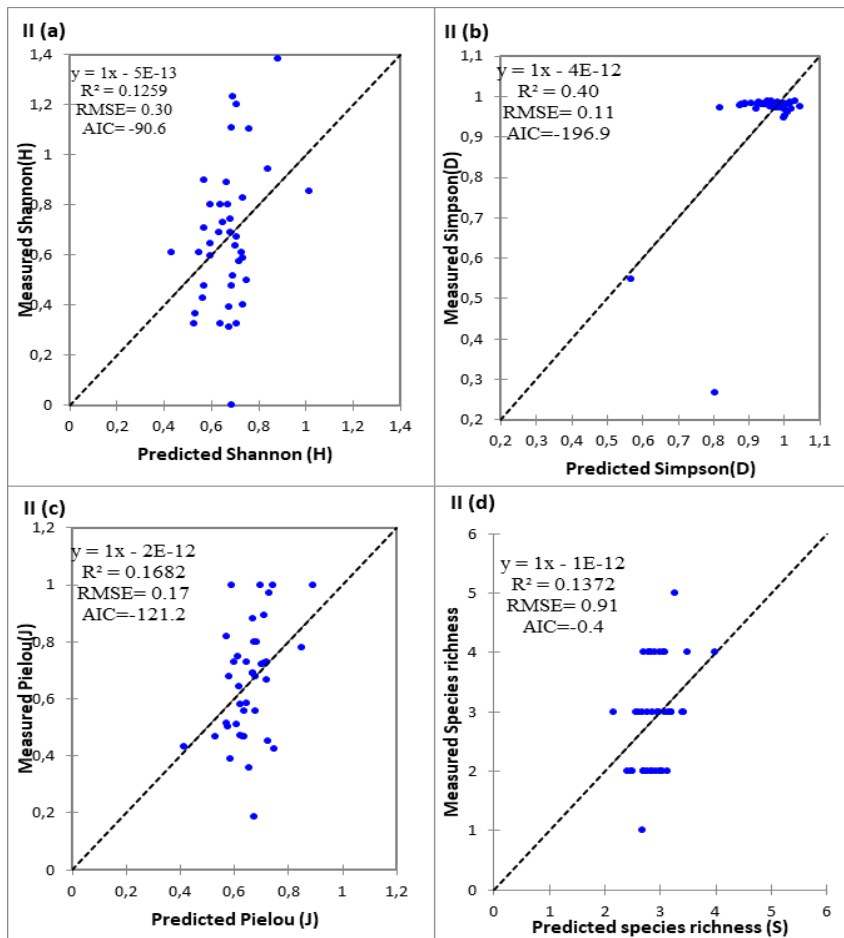 II (a)
y = 1x - 5E-13
R² = 0.1259
RMSE= 0.30
AIC= -90.6
Measured Shannon(H)
1,4
1,2
1
0,8
0,6
0,4
0,2
0
0
0,2
0,4
0,6
0,8
1
1,2
1,4
Predicted Shannon (H)
II (b)
y = 1x - 4E-12
R² = 0.40
RMSE= 0.11
AIC=-196.9
Measured Simpson(D)
1,1
1
0,9
0,8
0,7
0,6
0,5
0,4
0,3
0,2
0,2
0,3
0,4
0,5
0,6
0,7
0,8
0,9
1
1,1
Predicted Simpson(D)
II (c)
y = 1x - 2E-12
R² = 0.1682
RMSE= 0.17
AIC=-121.2
Measured Pielou(J)
1,2
1
0,8
0,6
0,4
0,2
0
0
0,2
0,4
0,6
0,8
1
1,2
Predicted Pielou (J)
II (d)
y = 1x - 1E-12
R² = 0.1372
RMSE= 0.91
AIC=-0.4
Measured Species richness
6
5
4
3
2
1
0
0
1
2
3
4
5
6
Predicted species richness (S)